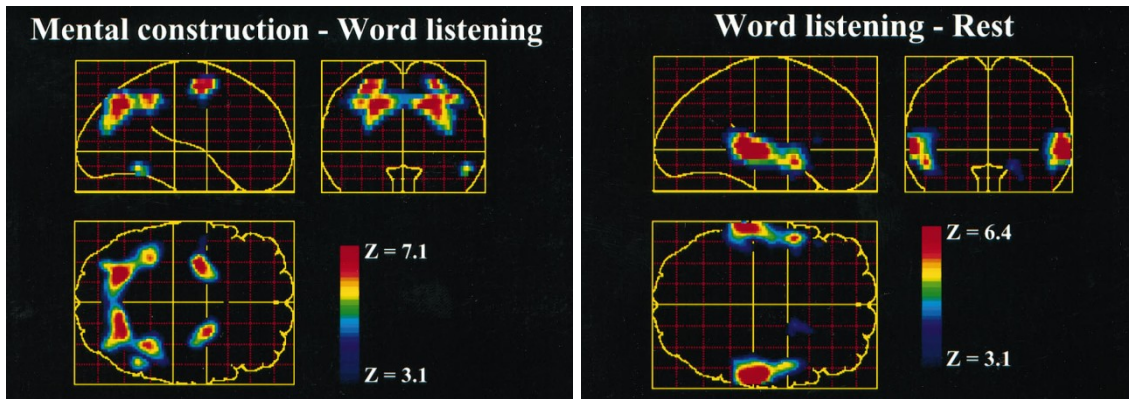 Mental construction - Word listening
Z = 7.1
Z = 3.1
Word listening - Rest
Z = 6.4
Z = 3.1